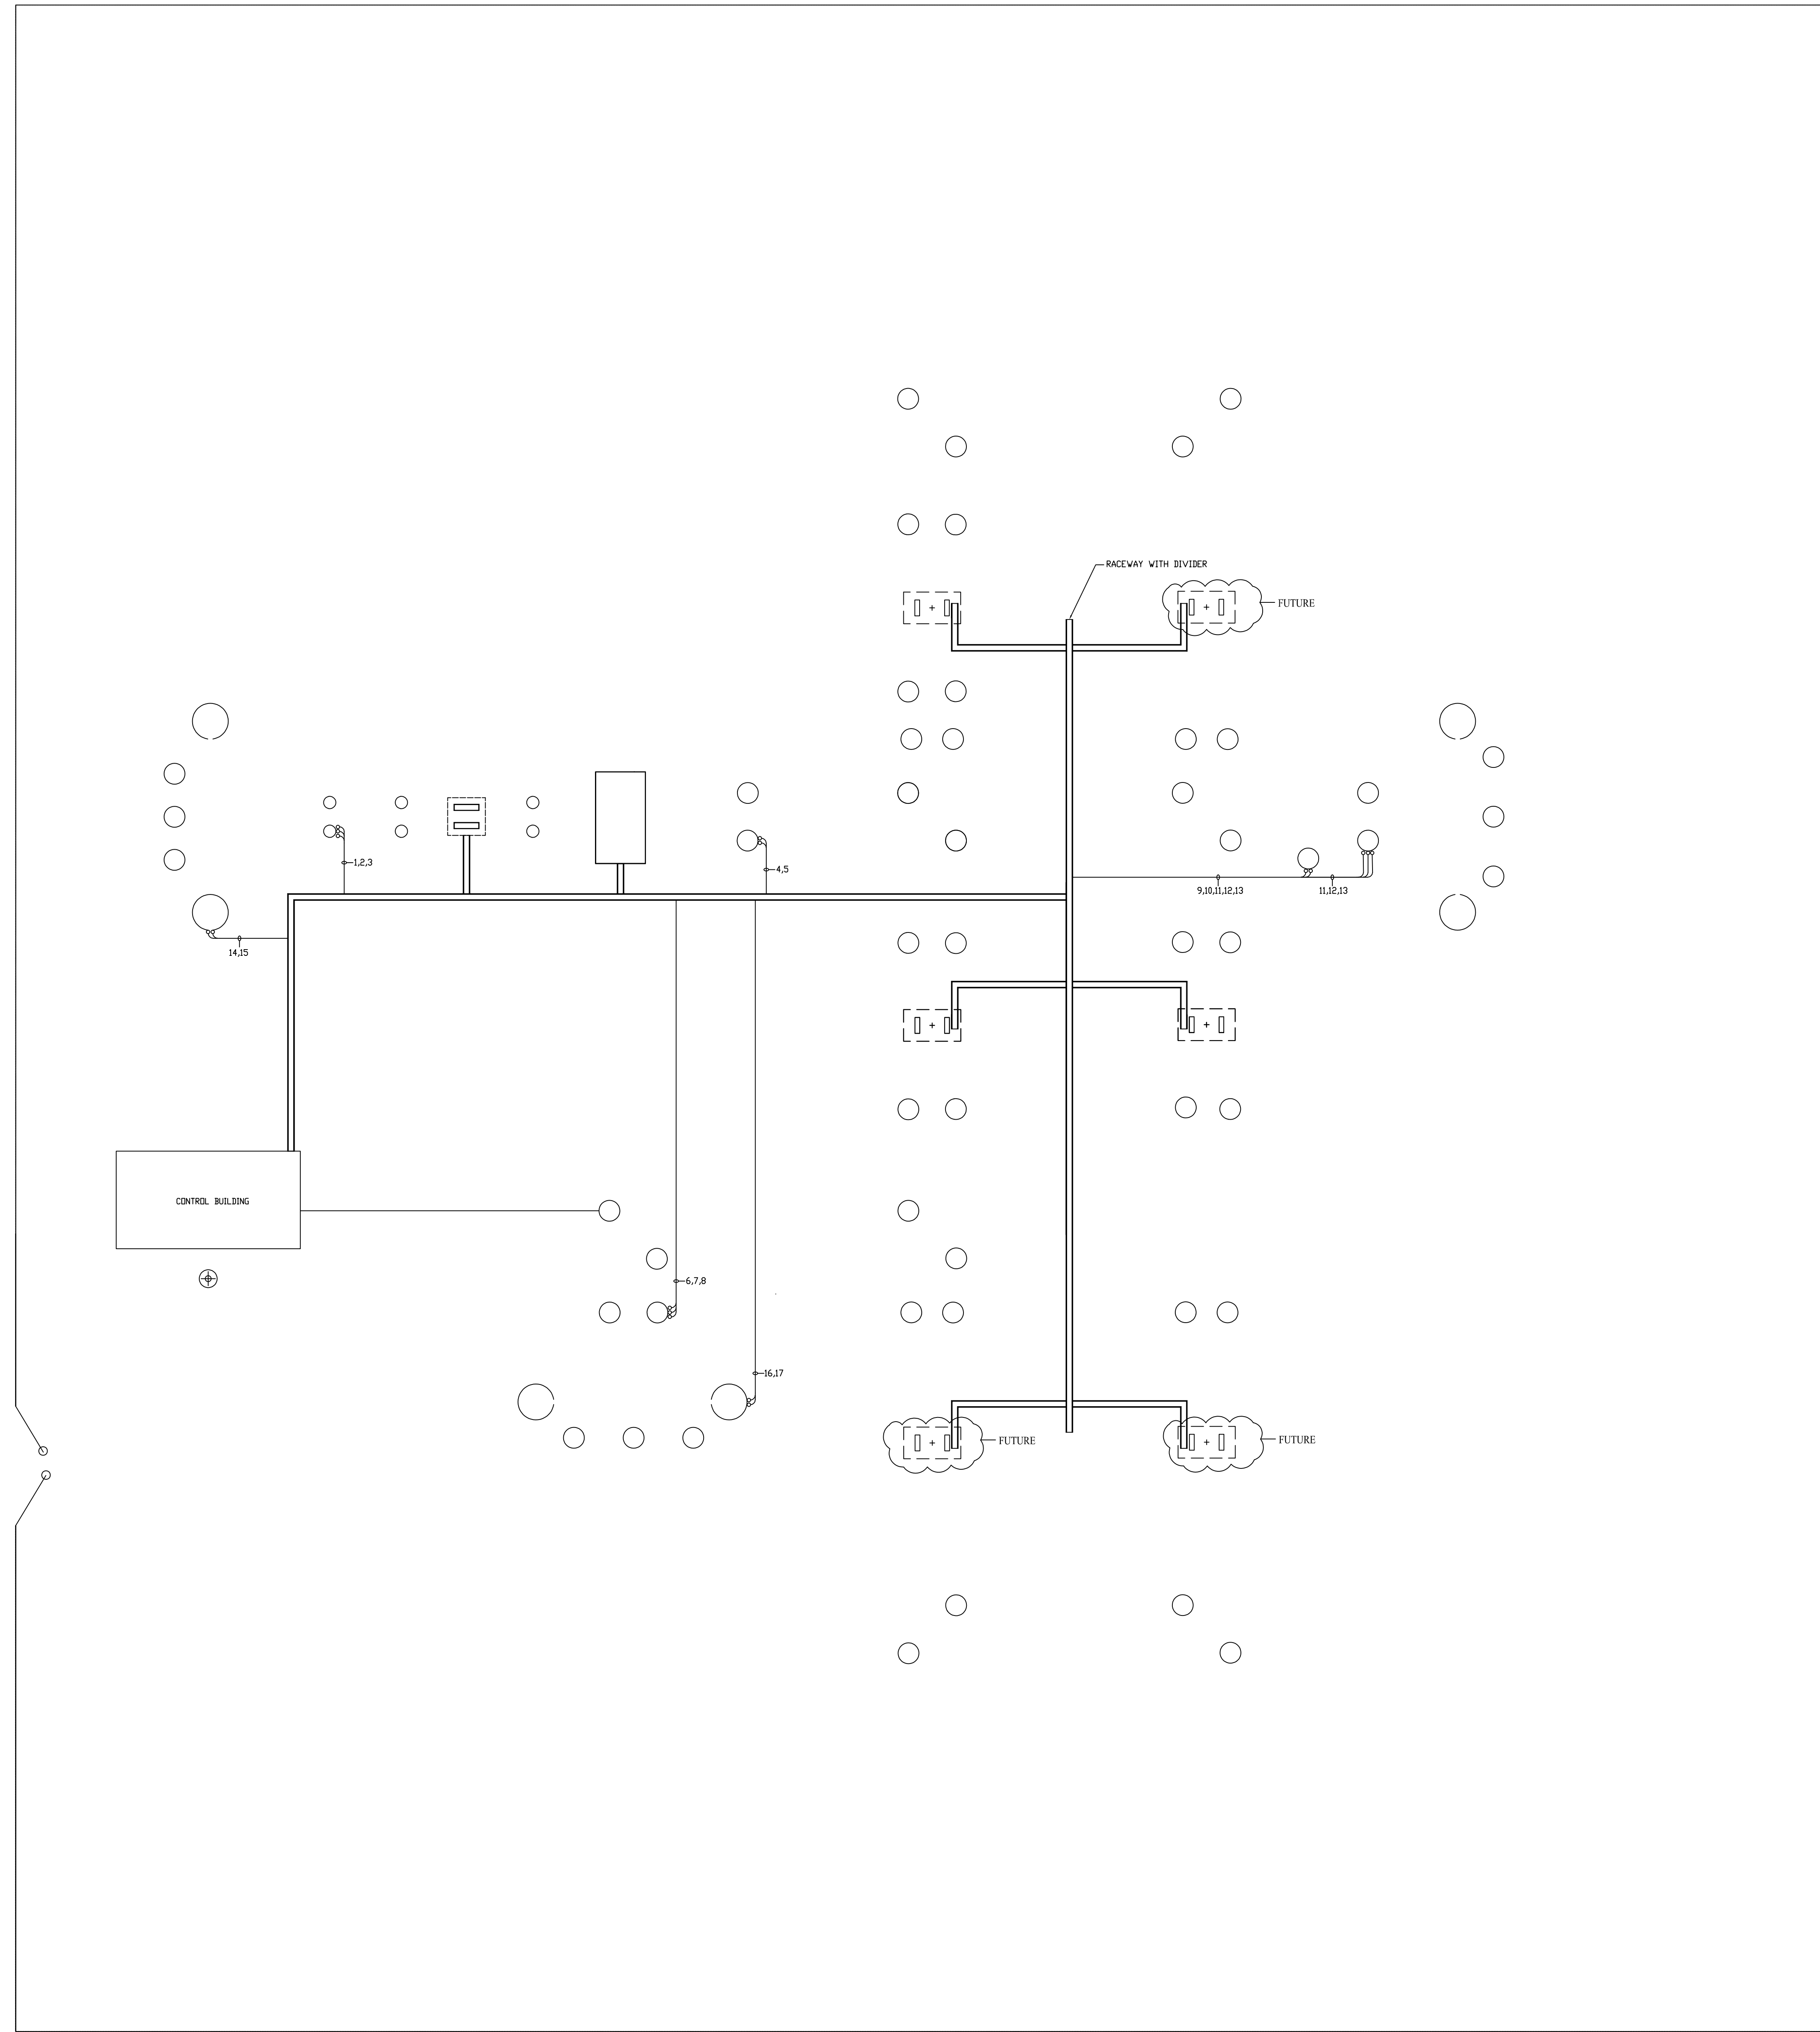 RACEWAY WITH DIVIDER
FUTURE
1,2,3
4,5
9,10,11,12,13
11,12,13
14,15
CONTROL BUILDING
6,7,8
16,17
FUTURE
FUTURE